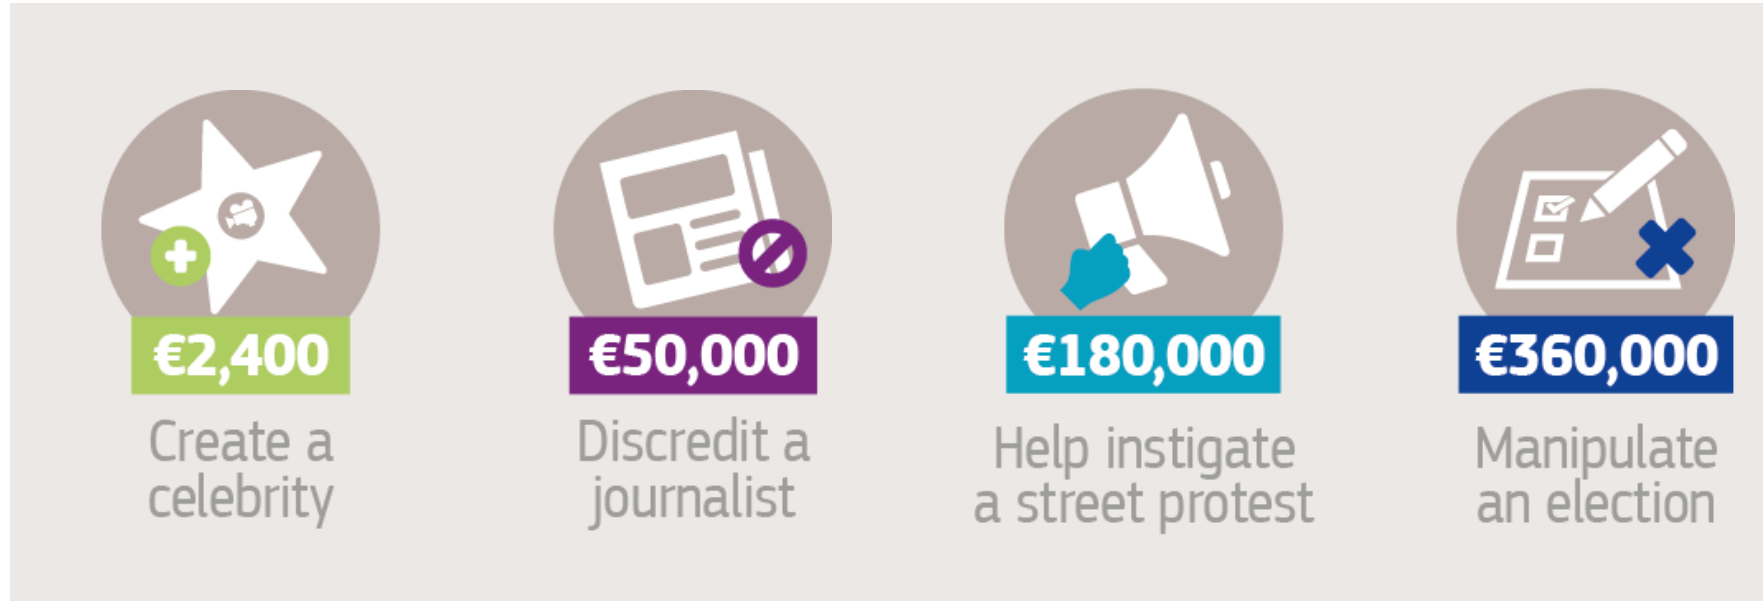 €2,400
Create a
celebrity
€50,000
Discredit a
journalist
€180,000
Help instigate
a street protest
€360,000
Manipulate
an election